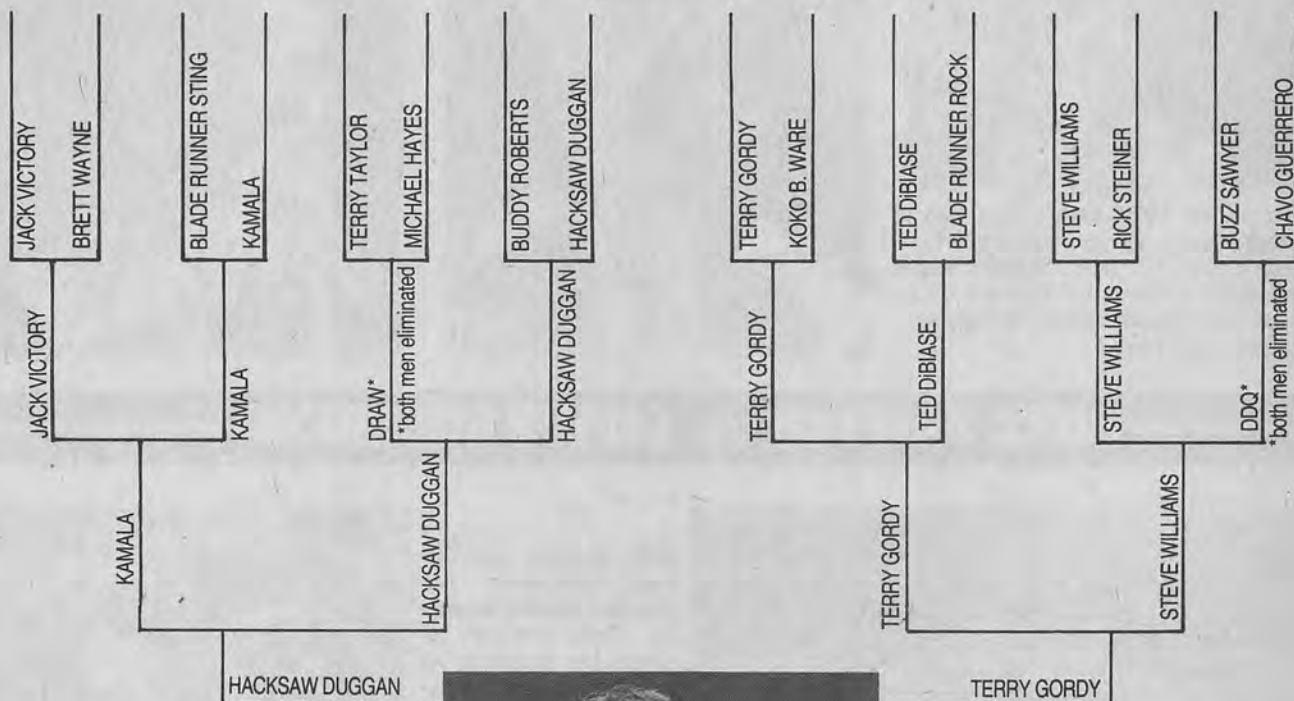 JACK VICTORY
BRETT WAYNE
BLADE RUNNER STING
KAMALA
TERRY TAYLOR
MICHAEL HAYES
BUDDY ROBERTS
HACKSAW DUGGAN
TERRY GORDY
KOKO B. WARE
TED DiBIASE
BLADE RUNNER ROCK
STEVE WILLIAMS
RICK STEINER
BUZZ SAWYER
CHAVO GUERRERO
JACK VICTORY
KAMALA
DRAW*
*both men eliminated
HACKSAW DUGGAN
TERRY GORDY
TED DiBIASE
STEVE WILLIAMS
DDQ*
*both men eliminated
KAMALA
HACKSAW DUGGAN
TERRY GORDY
STEVE WILLIAMS
HACKSAW DUGGAN
TERRY GORDY